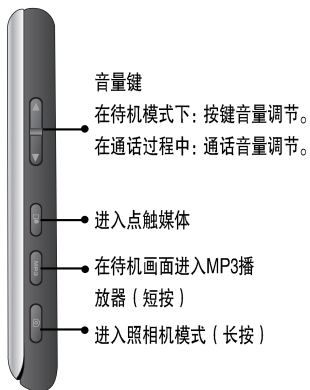 音量键
在待机模式下: 按键音量调节。
在通话过程中: 通话音量调节。
进入点触媒体
MP3
在待机画面进入MP3播
放器（短按）
进入照相机模式（长按）